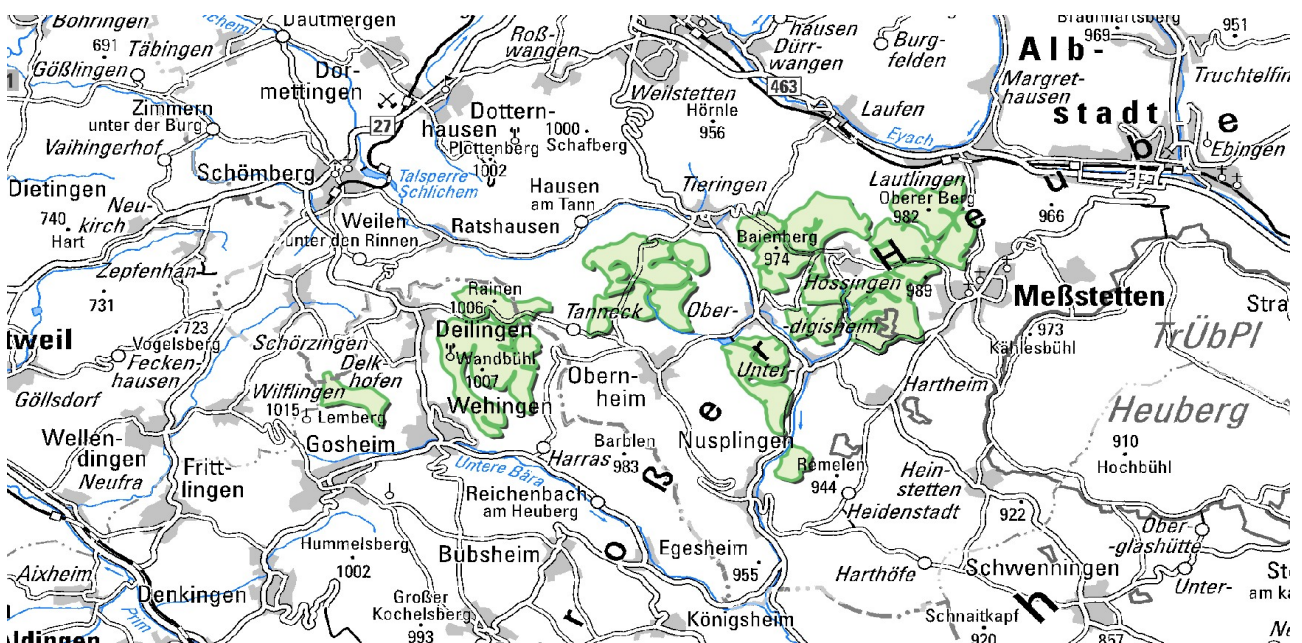 Böhringen
691
Täbingen
Gößlingen
Dautmergen
Dor-
mettingen
Zimmern
unter der Burg
Vaihingerhof
Dietingen
Neu-
kirch
740
Hart
Schömberg
27
Zepfenhan
731
723
Vogelsberg
Fecken-
hausen
Göllsdorf
Roß-
wangen
Dottern-
hausen
Plettenberg
1002
1000
Schafberg
Talsperre
Schlichem
Weilen
unter den Rinnen
Ratshausen
Hausen
am Tann
Weilstetten
Hörnle
956
Tieringen
hausen
Dürr-
wangen
Burg-
felden
463
Laufen
Eyach
Alb-
stadt
Margret-
hausen
Braunhartsberg
969
951
Truchtelfin
Ebingen
Lautlingen
Oberer Berg
982
966
Baienberg
974
Hossingen
989
Meßstetten
973
Kählesbühl
Stra
TrÜbPl
Heuberg
910
Hochbühl
Rainen
1006
Deilingen
Wandbühl
1007
Wehingen
Tanneck
Ober-
-digisheim
Unter-
Schörzingen
Delk-
hofen
Wilflingen
1015
Lemberg
Gosheim
Obern-
heim
Nusplingen
Hartheim
Wellen-
dingen
Neufra
Fritt-
lingen
Harras
Barblen
983
Untere Bära
Reichenbach
am Heuberg
Remelen
944
Heidenstadt
Hein-
stetten
922
Ober-
-glashütte
Unter-
Hummelsberg
1002
Bubsheim
Egesheim
955
Harthöfe
Schwenningen
Aixheim
Denkingen
Prim
Großer
Kochelsberg
993
Königsheim
Schnaitkopf
920
857
am ka
ldingen
r o ß e r
H e u b e
h